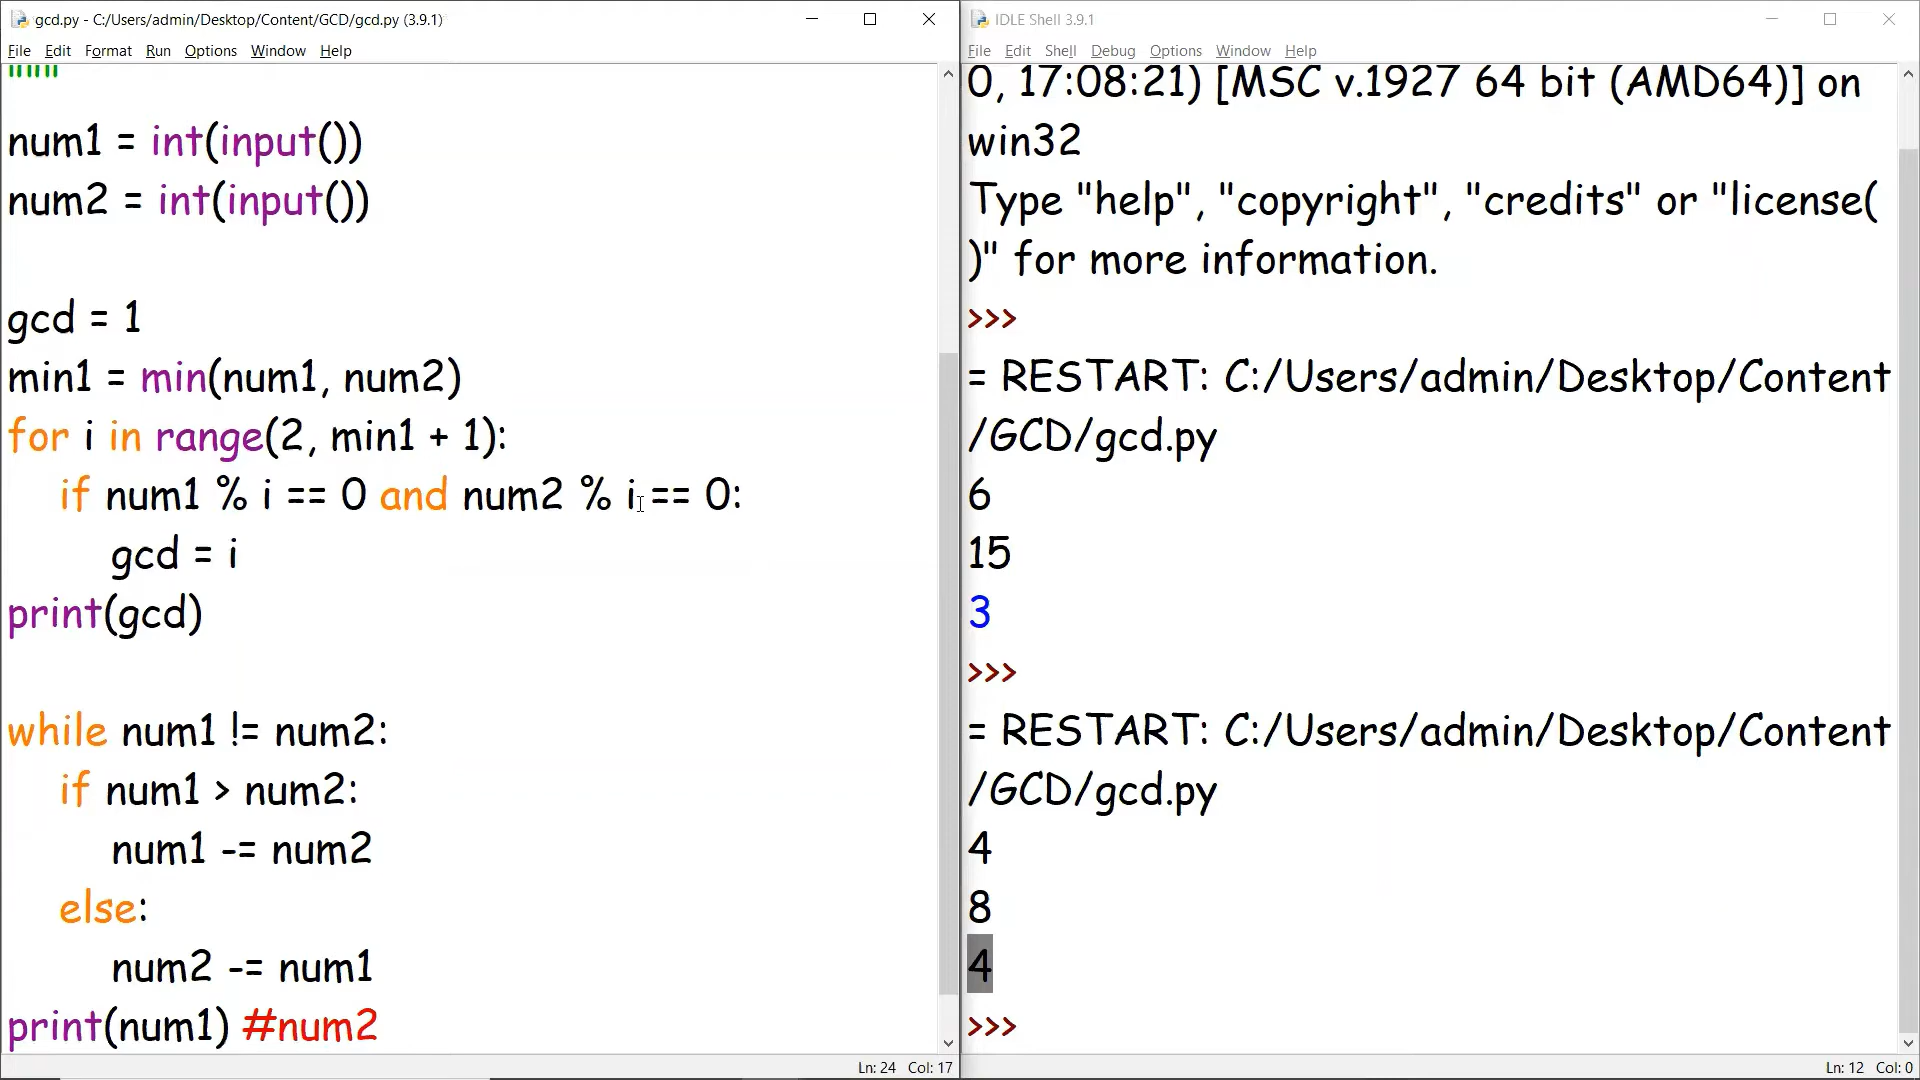 gcd.py - C:/Users/admin/Desktop/Content/GCD/gcd.py (3.9.1)
File Edit Format Run Options Window Help
"""
num1 = int(input())
num2 = int(input())
gcd = 1
min1 = min(num1, num2)
for i in range(2, min1 + 1):
if num1 % i == 0 and num2 % i == 0:
gcd = i
print(gcd)
while num1 != num2:
if num1 > num2:
num1 -= num2
else:
num2 -= num1
print(num1) #num2
Ln: 24 Col: 17
IDLE Shell 3.9.1
File Edit Shell Debug Options Window Help
0, 17:08:21) [MSC v.1927 64 bit (AMD64)] on
win32
Type "help", "copyright", "credits" or "license(
)" for more information.
>>>
= RESTART: C:/Users/admin/Desktop/Content
/GCD/gcd.py
6
15
3
>>>
= RESTART: C:/Users/admin/Desktop/Content
/GCD/gcd.py
4
8
4
>>>
Ln: 12 Col: 0